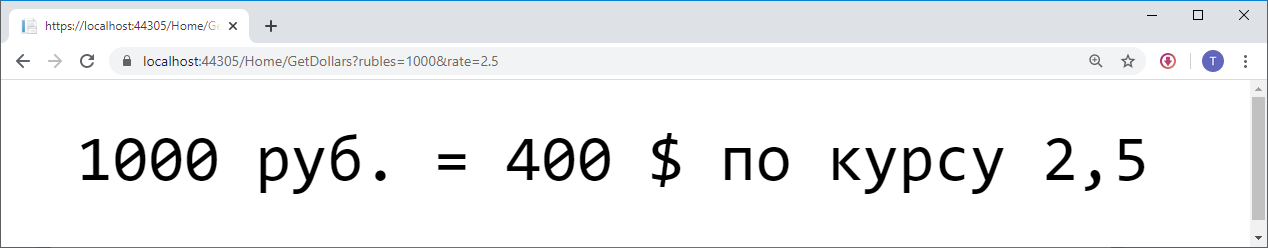 https://localhost:44305/Home/Ge
localhost:44305/Home/GetDollars?rubles=1000&rate=2.5
T
1000 руб. = 400 $ по курсу 2,5